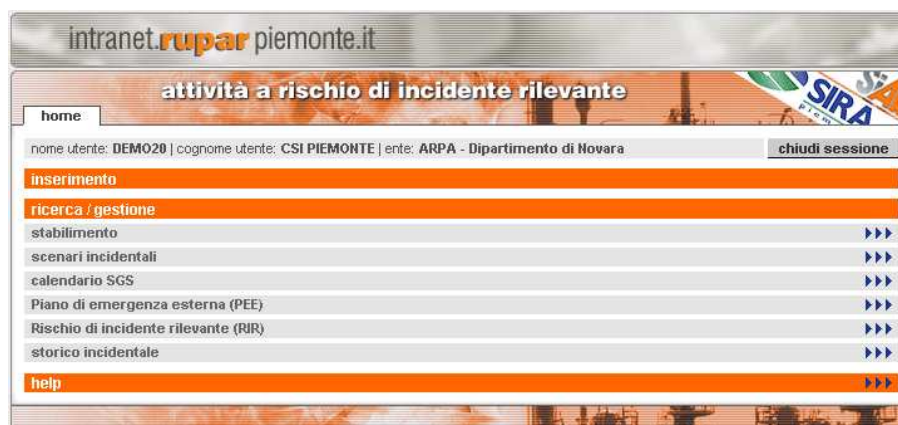 intranet.rupar piemonte.it
attività a rischio di incidente rilevante
SIRA
piem
home
nome utente: DEMO20 | cognome utente: CSI PIEMONTE | ente: ARPA - Dipartimento di Novara
chiudi sessione
inserimento
ricerca / gestione
stabilimento
scenari incidentali
calendario SGS
Piano di emergenza esterna (PEE)
Rischio di incidente rilevante (RIR)
storico incidentale
help